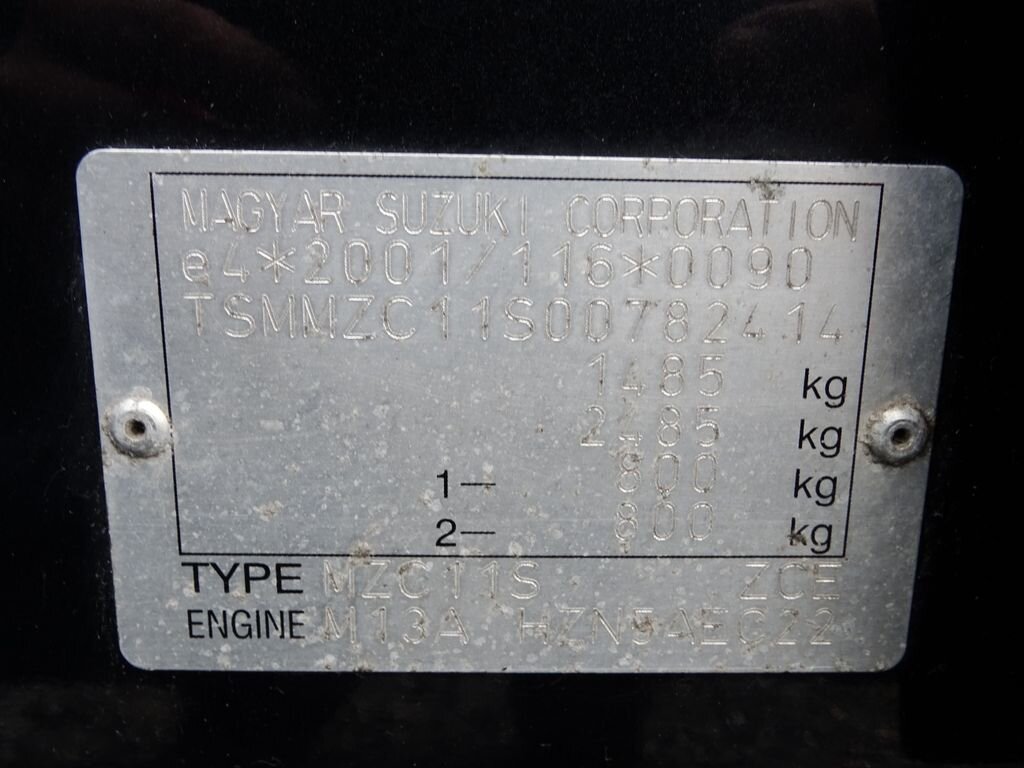 MAGYAR SUZUKI CORPORATION
e4*2001/116*0090
TSMMZC11S00782414
1485 kg
2485 kg
1— 800 kg
2— 800 kg
TYPE MZC11S ZCE
ENGINE M13A HZN5AECZ2